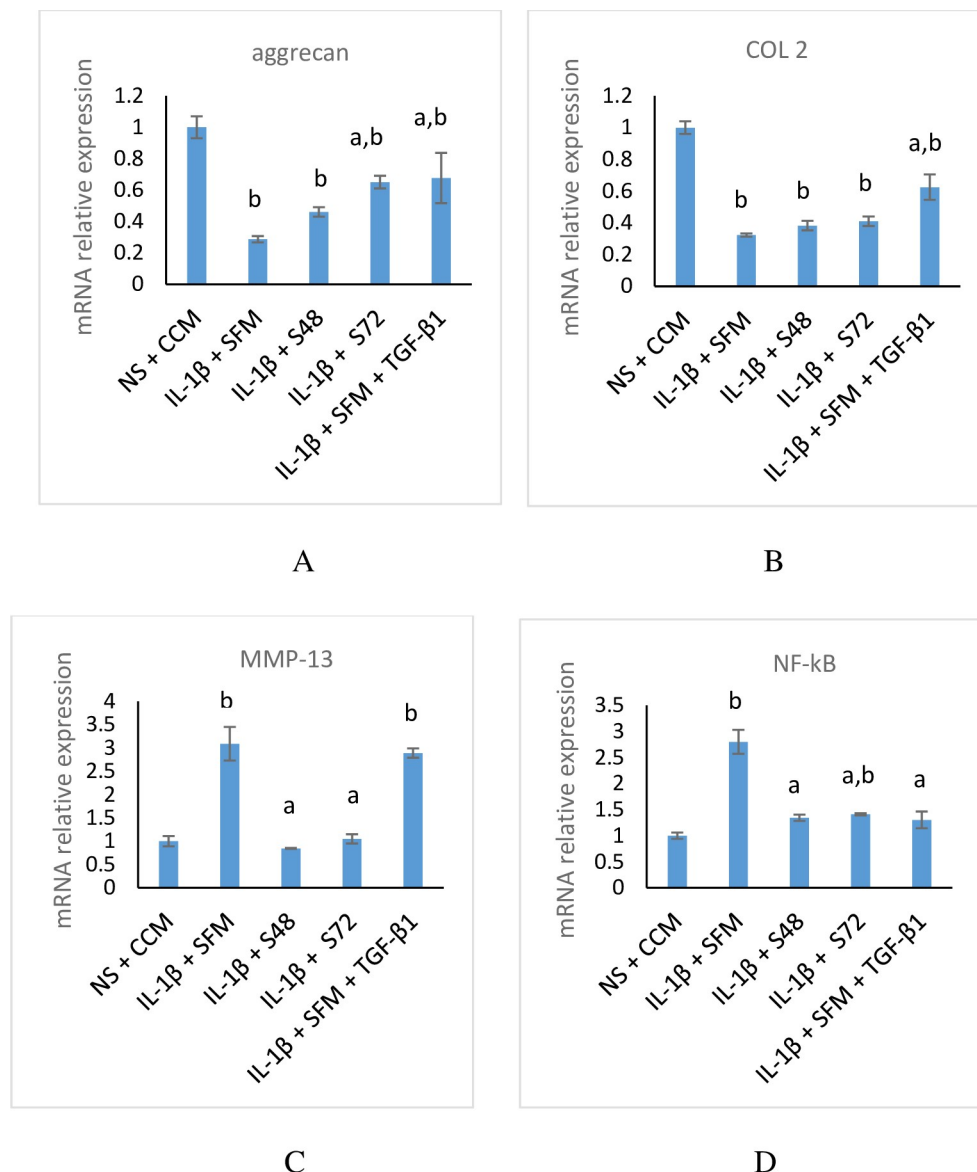 aggrecan
mRNA relative expression
1.2
1
0.8
0.6
0.4
0.2
0
b
b
a,b
a,b
NS + CCM
IL-1β + SFM
IL-1β + S48
IL-1β + S72
IL-1β + SFM + TGF-β1
A
COL 2
mRNA relative expression
1.2
1
0.8
0.6
0.4
0.2
0
b
b
b
a,b
NS + CCM
IL-1β + SFM
IL-1β + S48
IL-1β + S72
IL-1β + SFM + TGF-β1
B
MMP-13
mRNA relative expression
4
3.5
3
2.5
2
1.5
1
0.5
0
b
a
a
b
NS + CCM
IL-1β + SFM
IL-1β + S48
IL-1β + S72
IL-1β + SFM + TGF-β1
C
NF-kB
mRNA relative expression
3.5
3
2.5
2
1.5
1
0.5
0
b
a
a,b
a
NS + CCM
IL-1β + SFM
IL-1β + S48
IL-1β + S72
IL-1β + SFM + TGF-β1
D